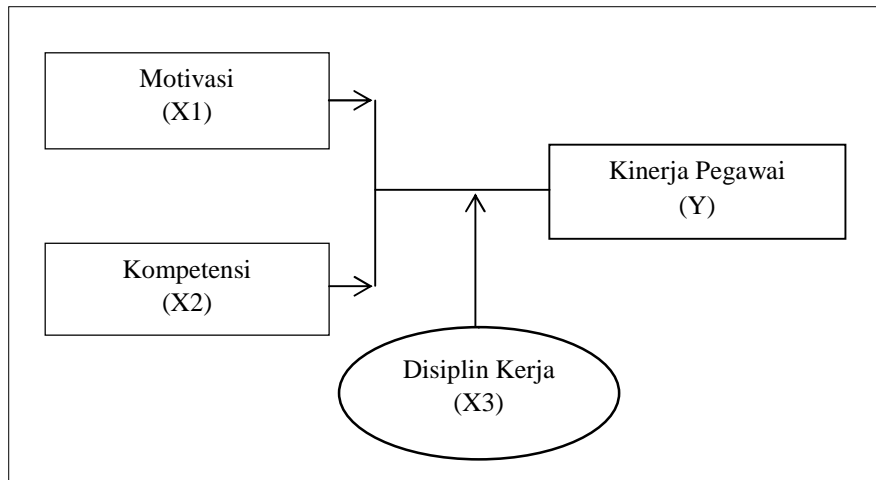 Motivasi
(X1)
Kinerja Pegawai
(Y)
Kompetensi
(X2)
Disiplin Kerja
(X3)